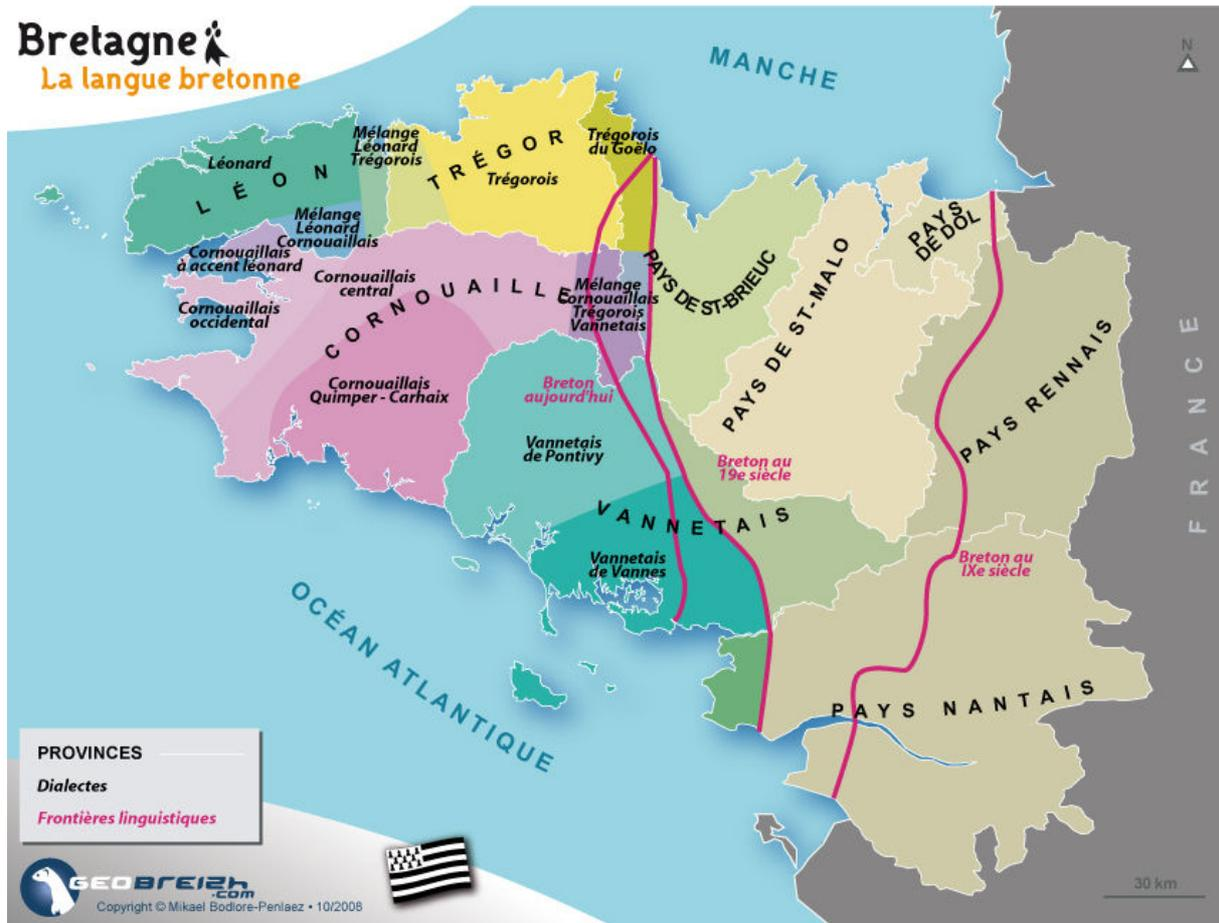 Bretagne
La langue bretonne
MANCHE
N
Léonard
LÉON
Mélange
Léonard
Trégorois
TRÉGOR
Trégorois
Trégorois
du Goëlo
Mélange
Léonard
Cornouaillais
Cornouaillais
à accent léonard
Cornouaillais
central
Cornouaillais
occidental
CORNOUAILLE
Mélange
Cornouaillais
Trégorois
Vannetais
PAYS DE ST-BRIEUC
PAYS DE ST-MALO
PAYS
DE DOL
PAYS RENNAIS
FRANCE
Cornouaillais
Quimper - Carhaix
Breton
aujourd'hui
Vannetais
de Pontivy
Breton au
19e siècle
VANNETAIS
Vannetais
de Vannes
Breton au
IXe siècle
OCÉAN ATLANTIQUE
PAYS NANTAIS
PROVINCES
Dialectes
Frontières linguistiques
GEOBREIZH
.COM
Copyright © Mikael Bodlore-Penlaez • 10/2008
30 km